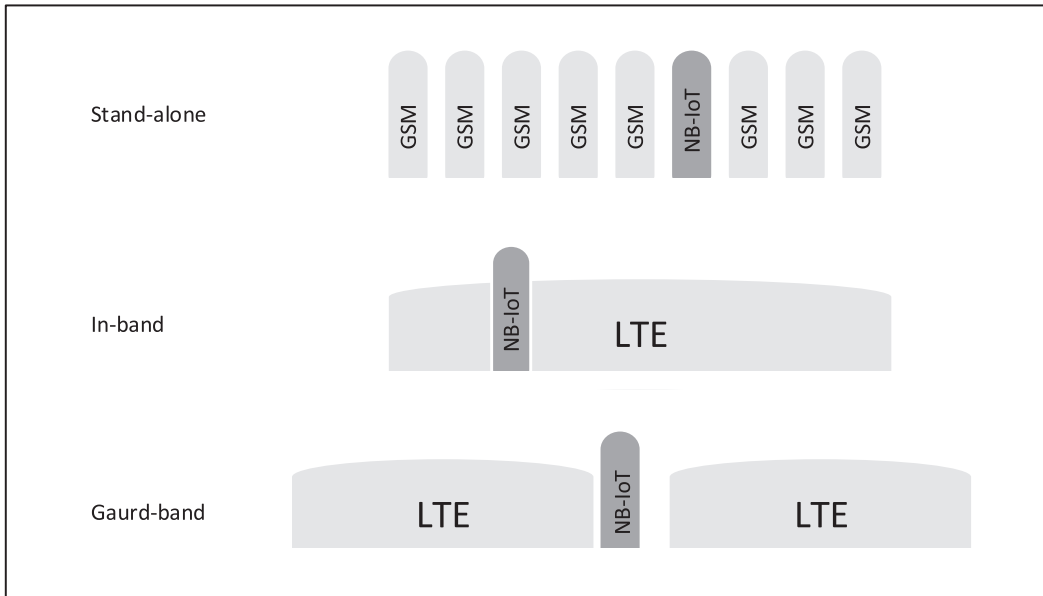 Stand-alone
GSM GSM GSM GSM GSM NB-IoT GSM GSM GSM
In-band
NB-IoT LTE
Gaurd-band
LTE NB-IoT LTE